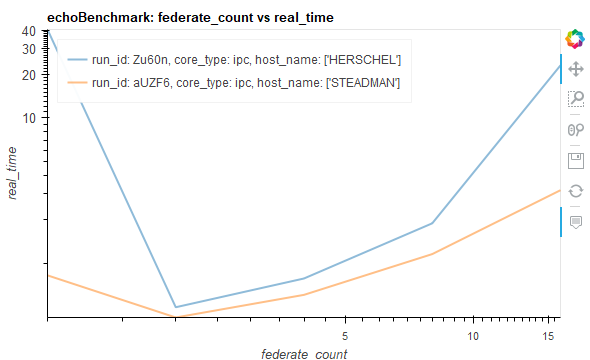 echoBenchmark: federate_count vs real_time
run_id: Zu60n, core_type: ipc, host_name: ['HERSCHEL']
run_id: aUZF6, core_type: ipc, host_name: ['STEADMAN']
40
30
20
10
real_time
5
10
15
federate_count